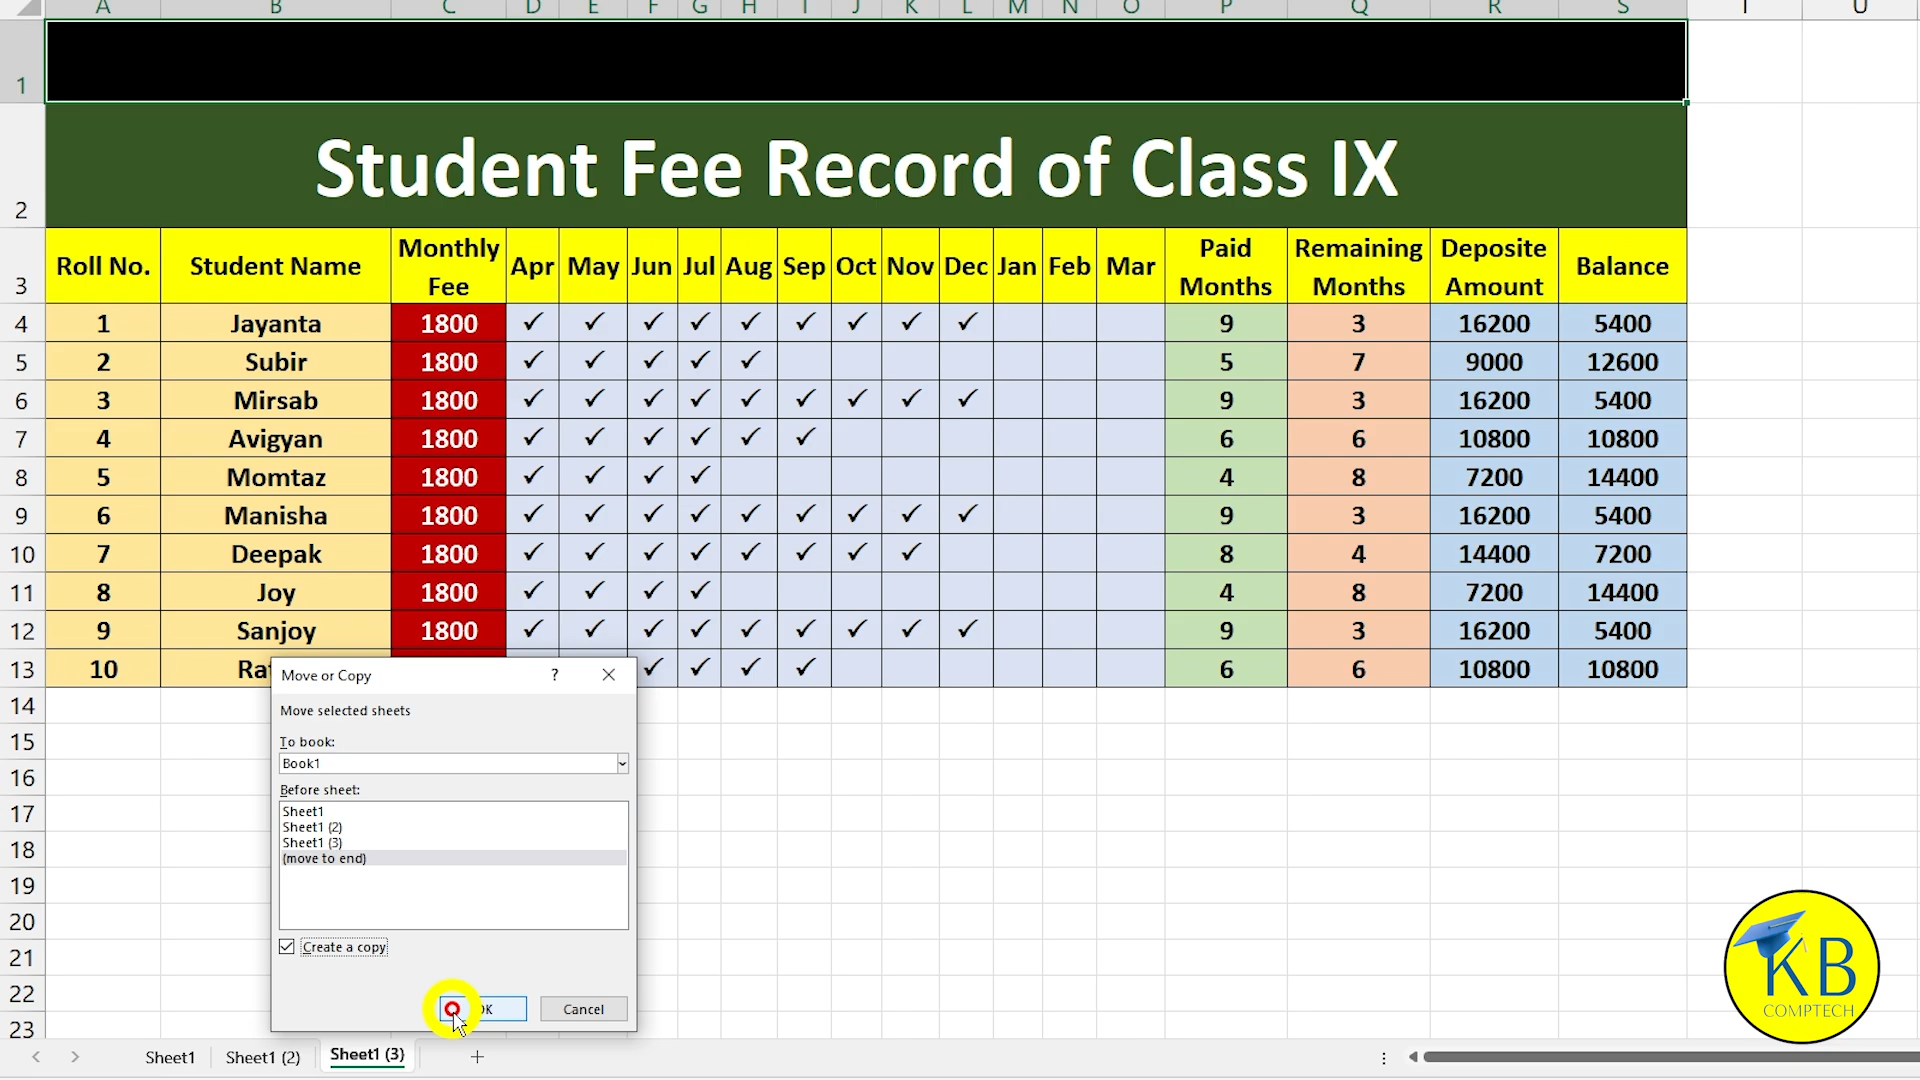 A B C D E F G H I J K L M N O P Q R S T U
1
Student Fee Record of Class IX
2
3 Roll No. Student Name Monthly Fee Apr May Jun Jul Aug Sep Oct Nov Dec Jan Feb Mar Paid Months Remaining Months Deposite Amount Balance
4 1 Jayanta 1800 ✓ ✓ ✓ ✓ ✓ ✓ ✓ ✓ ✓ 9 3 16200 5400
5 2 Subir 1800 ✓ ✓ ✓ ✓ ✓ 5 7 9000 12600
6 3 Mirsab 1800 ✓ ✓ ✓ ✓ ✓ ✓ ✓ ✓ ✓ 9 3 16200 5400
7 4 Avigyan 1800 ✓ ✓ ✓ ✓ ✓ ✓ 6 6 10800 10800
8 5 Momtaz 1800 ✓ ✓ ✓ ✓ 4 8 7200 14400
9 6 Manisha 1800 ✓ ✓ ✓ ✓ ✓ ✓ ✓ ✓ ✓ 9 3 16200 5400
10 7 Deepak 1800 ✓ ✓ ✓ ✓ ✓ ✓ ✓ ✓ 8 4 14400 7200
11 8 Joy 1800 ✓ ✓ ✓ ✓ 4 8 7200 14400
12 9 Sanjoy 1800 ✓ ✓ ✓ ✓ ✓ ✓ ✓ ✓ ✓ 9 3 16200 5400
13 10 ✓ ✓ ✓ ✓ 6 6 10800 10800
14
15
16
17
18
19
20
21
22
23
Move or Copy ?
Move selected sheets
To book:
Book1
Before sheet:
Sheet1
Sheet1 (2)
Sheet1 (3)
(move to end)
Create a copy
Cancel
KB
COMPTECH
Sheet1 Sheet1 (2) Sheet1 (3) +